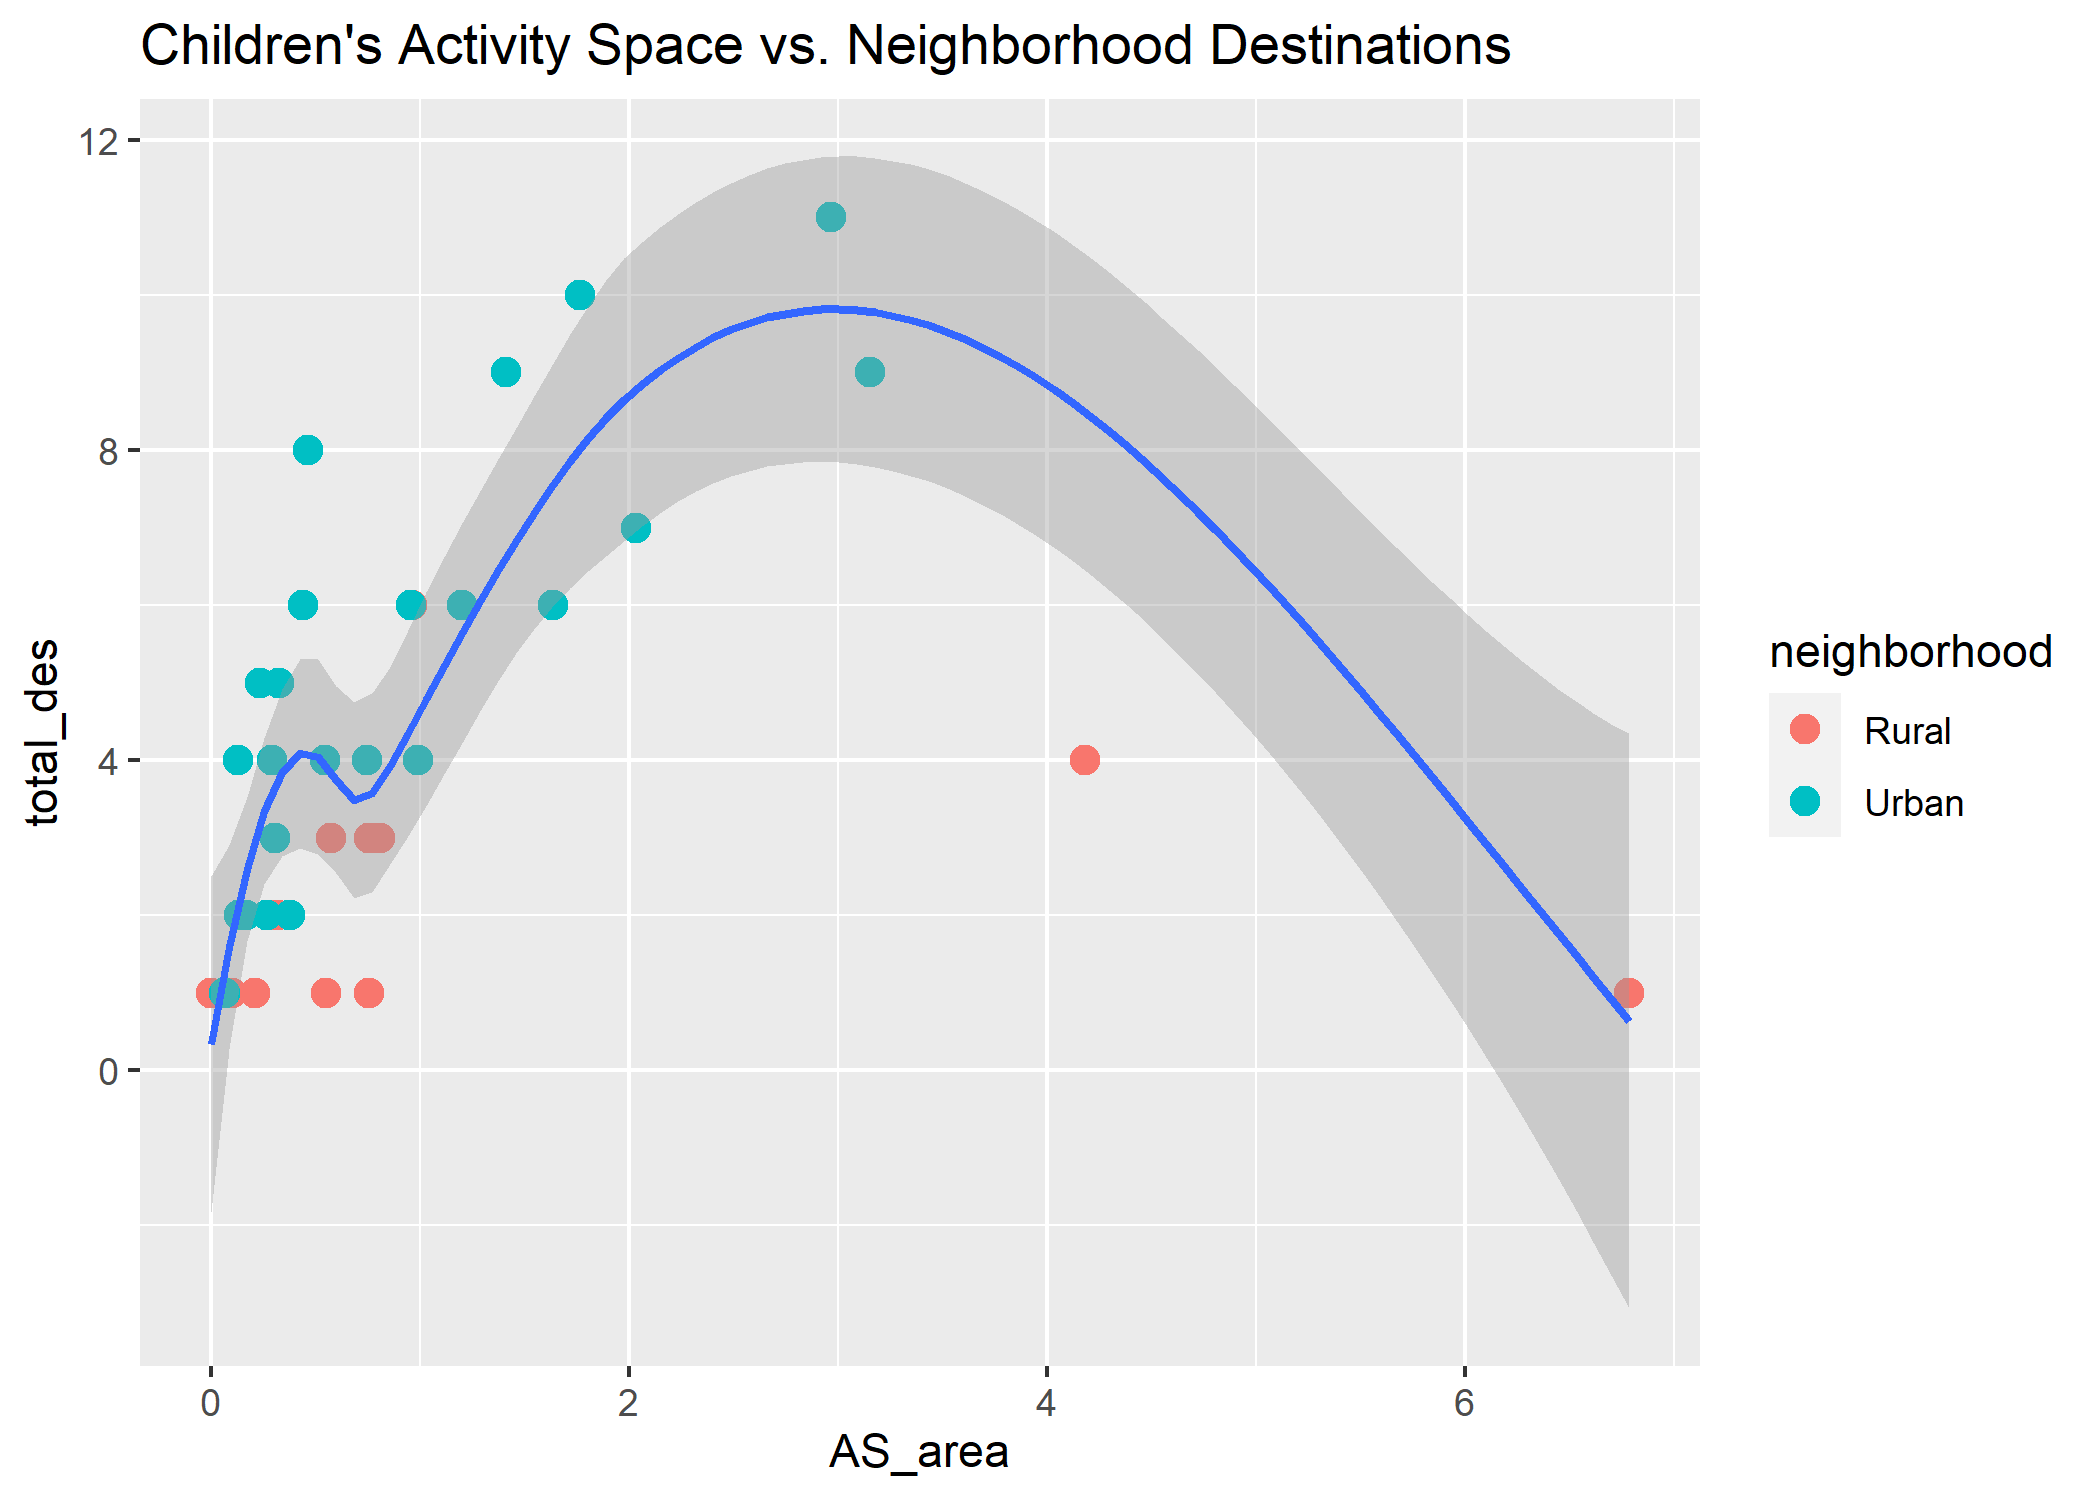 Children's Activity Space vs. Neighborhood Destinations
12
8
4
0
total_des
0 2 4 6
AS_area
neighborhood
Rural
Urban